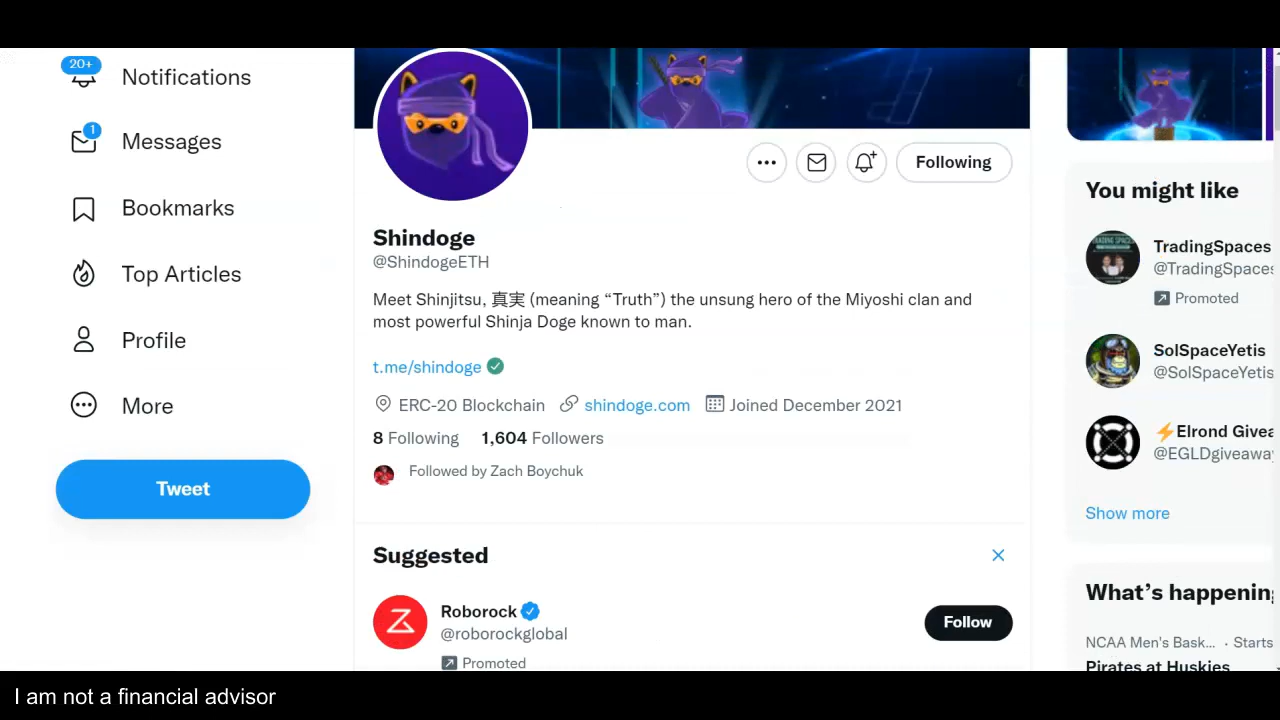 20+
Notifications
1
Messages
Bookmarks
Top Articles
Profile
More
Tweet
Following
Shindoge
@ShindogeETH
Meet Shinjitsu, 真実 (meaning “Truth”) the unsung hero of the Miyoshi clan and
most powerful Shinja Doge known to man.
t.me/shindoge
ERC-20 Blockchain shindoge.com Joined December 2021
8 Following 1,604 Followers
Followed by Zach Boychuk
Suggested
Roborock
@roborockglobal
Promoted
Follow
You might like
TradingSpaces
@TradingSpaces
Promoted
SolSpaceYetis
@SolSpaceYetis
⚡Elrond Givea
@EGLDgiveaway
Show more
What’s happening
NCAA Men's Bask... · Starts
Pirates at Huskies
I am not a financial advisor